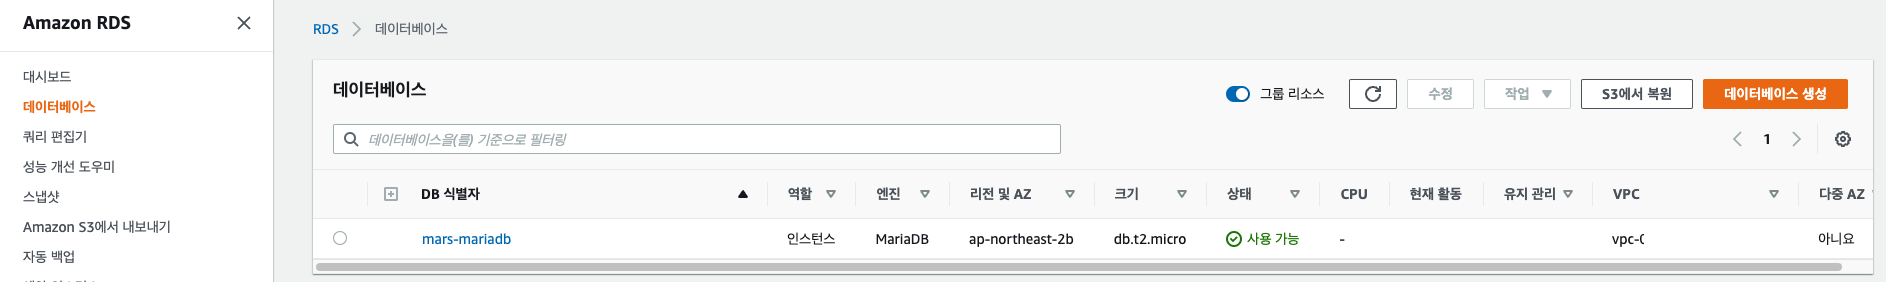 Amazon RDS
대시보드
데이터베이스
쿼리 편집기
성능 개선 도우미
스냅샷
Amazon S3에서 내보내기
자동 백업
RDS
데이터베이스
데이터베이스
그룹 리소스
수정
작업
S3에서 복원
데이터베이스 생성
데이터베이스을(를) 기준으로 필터링
1
DB 식별자 역할 엔진 리전 및 AZ 크기 상태 CPU 현재 활동 유지 관리 VPC 다중 AZ
mars-mariadb 인스턴스 MariaDB ap-northeast-2b db.t2.micro 사용 가능 - 아니요